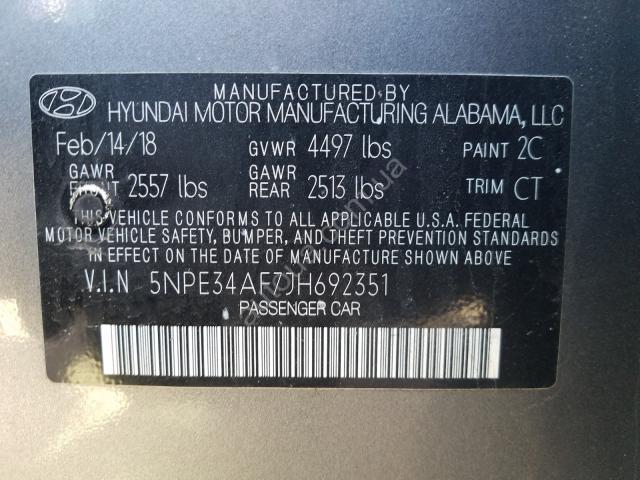 MANUFACTURED BY
HYUNDAI MOTOR MANUFACTURING ALABAMA, LLC
Feb/14/18 GVWR 4497 lbs PAINT 2C
GAWR FRONT 2557 lbs GAWR REAR 2513 lbs TRIM CT
THIS VEHICLE CONFORMS TO ALL APPLICABLE U.S.A. FEDERAL
MOTOR VEHICLE SAFETY, BUMPER, AND THEFT PREVENTION
STANDARDS IN EFFECT ON THE DATE OF MANUFACTURE SHOWN ABOVE
V.I.N 5NPE34AF7JH692351
PASSENGER CAR